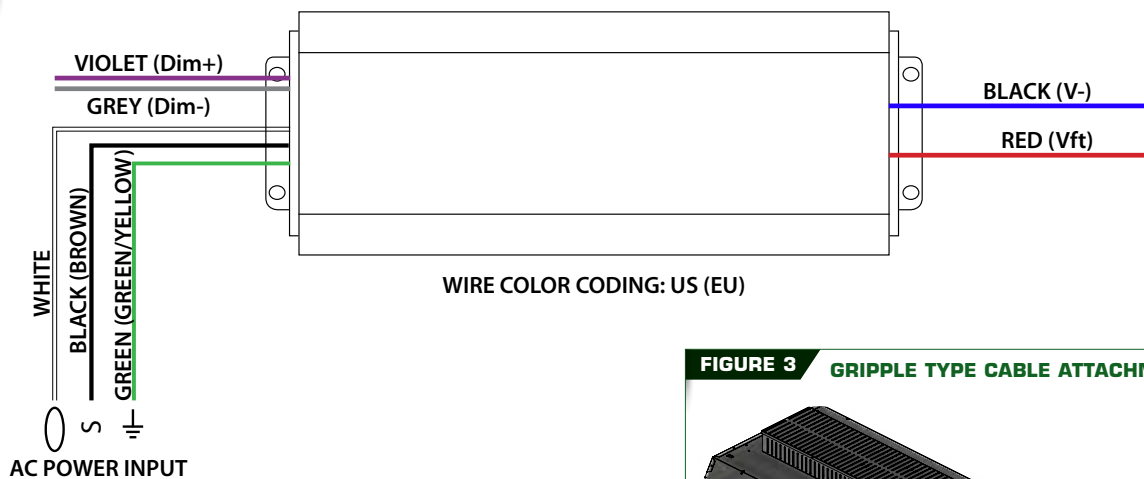 VIOLET (Dim+)
GREY (Dim-)
BLACK (V-)
RED (Vft)
WHITE
BLACK (BROWN)
GREEN (GREEN/YELLOW)
WIRE COLOR CODING: US (EU)
AC POWER INPUT
FIGURE 3
GRIPPLE TYPE CABLE